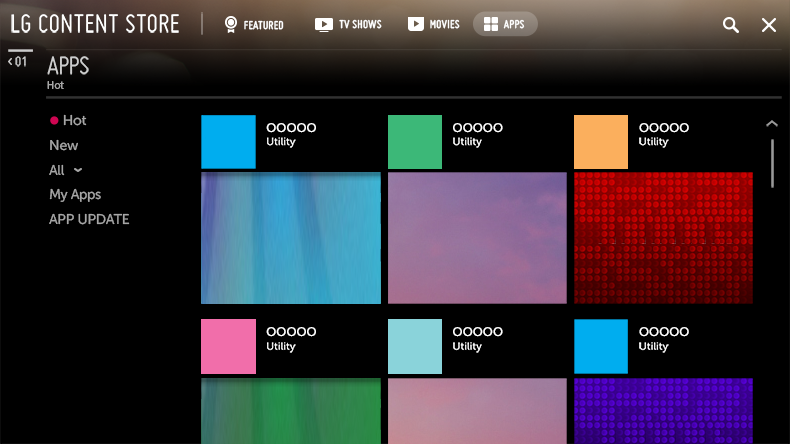 LG CONTENT STORE
FEATURED
TV SHOWS
MOVIES
APPS
<Q1
APPS
Hot
Hot
New
All
My Apps
APP UPDATE
OOOOO
Utility
OOOOO
Utility
OOOOO
Utility
OOOOO
Utility
OOOOO
Utility
OOOOO
Utility